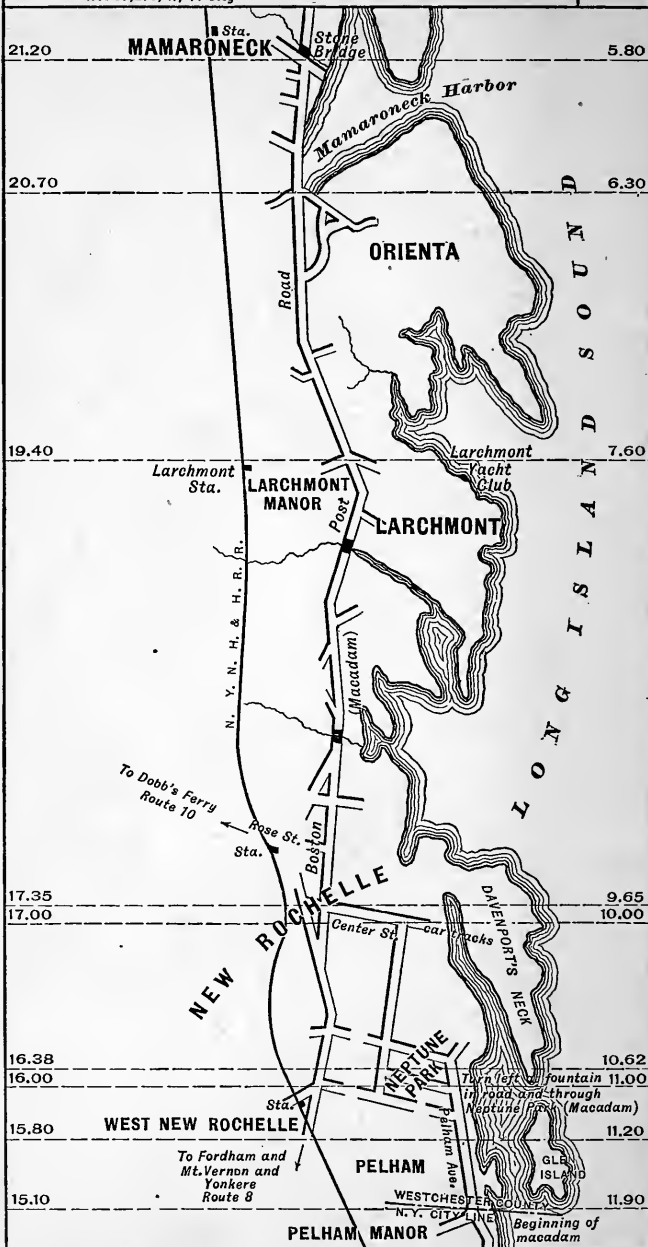 Sta.
MAMARONECK
Stone
Bridge
21.20
5.80
Mamaroneck Harbor
20.70
6.30
ORIENTA
Road
LONG ISLAND SOUND
19.40
7.60
Larchmont
Sta.
LARCHMONT
MANOR
Larchmont
Yacht
Club
Post
LARCHMONT
N. Y. N. H. & H. R. R.
(Macadam)
To Dobb's Ferry
Route 10
Rose St.
Sta.
Boston
NEW ROCHELLE
17.35
9.65
17.00
10.00
Center St.
car tracks
DAVENPORT'S
NECK
16.38
10.62
NEPTUNE
PARK
16.00
11.00
Turn left at fountain
in road and through
Neptune Park (Macadam)
Sta.
WEST NEW ROCHELLE
Pelham Ave.
15.80
11.20
To Fordham and
Mt. Vernon and
Yonkere
Route 8
PELHAM
GLEN
ISLAND
15.10
11.90
WESTCHESTER COUNTY
N.Y. CITY LINE
Beginning of
macadam
PELHAM MANOR